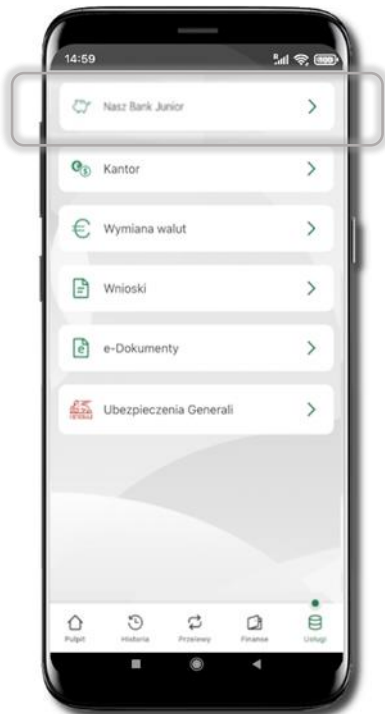 14:59
Nasz Bank Junior
Kantor
Wymiana walut
Wnioski
e-Dokumenty
Ubezpieczenia Generali
Pulpit
Historia
Przelewy
Finanse
Usługi